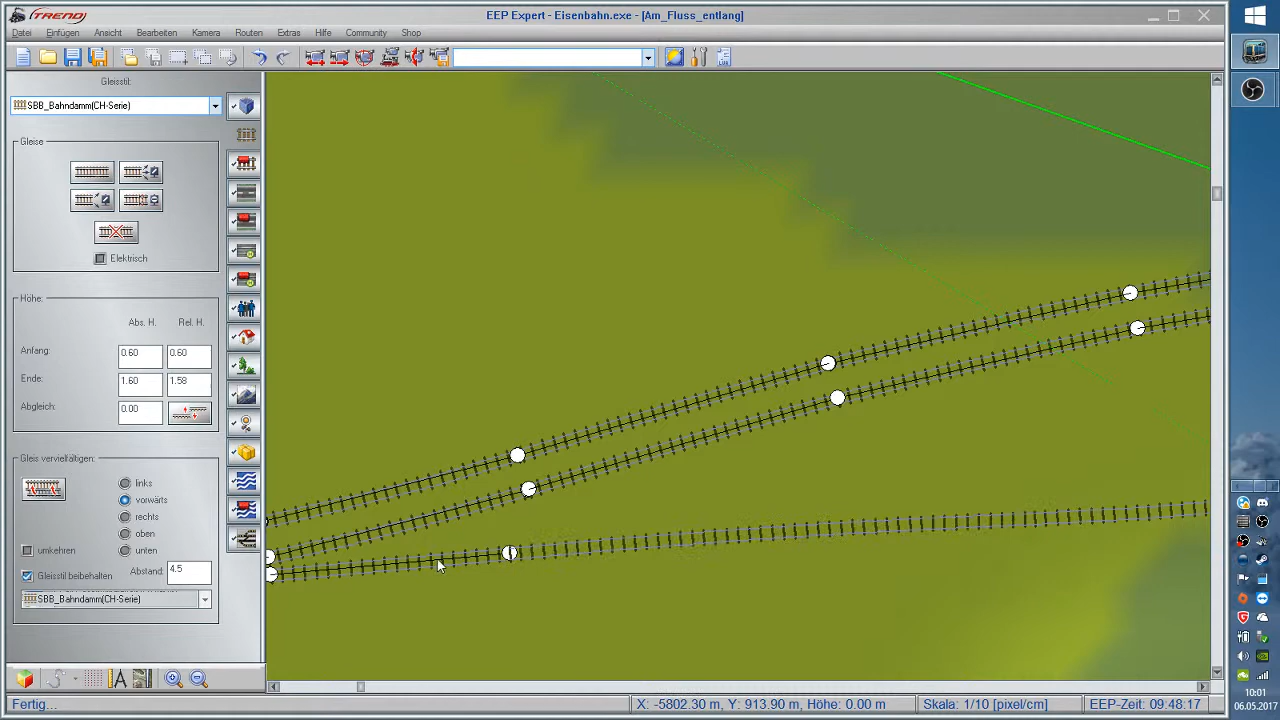 TREND
EEP Expert - Eisenbahn.exe - [Am_Fluss_entlang]
Datei Einfügen Ansicht Bearbeiten Kamera Routen Extras Hilfe Community Shop
Gleisstil:
SBB_Bahndamm(CH-Serie)
Gleise
Elektrisch
Höhe:
Abs. H. Rel. H.
Anfang: 0.60 0.60
Ende: 1.60 1.58
Abgleich: 0.00
Gleis vervielfältigen:
links
vorwärts
rechts
oben
umkehren unten
Gleisstil beibehalten Abstand: 4.5
SBB_Bahndamm(CH-Serie)
Fertig... X: -5802.30 m, Y: 913.90 m, Höhe: 0.00 m Skala: 1/10 [pixel/cm] EEP-Zeit: 09:48:17
10:01
06.05.2017